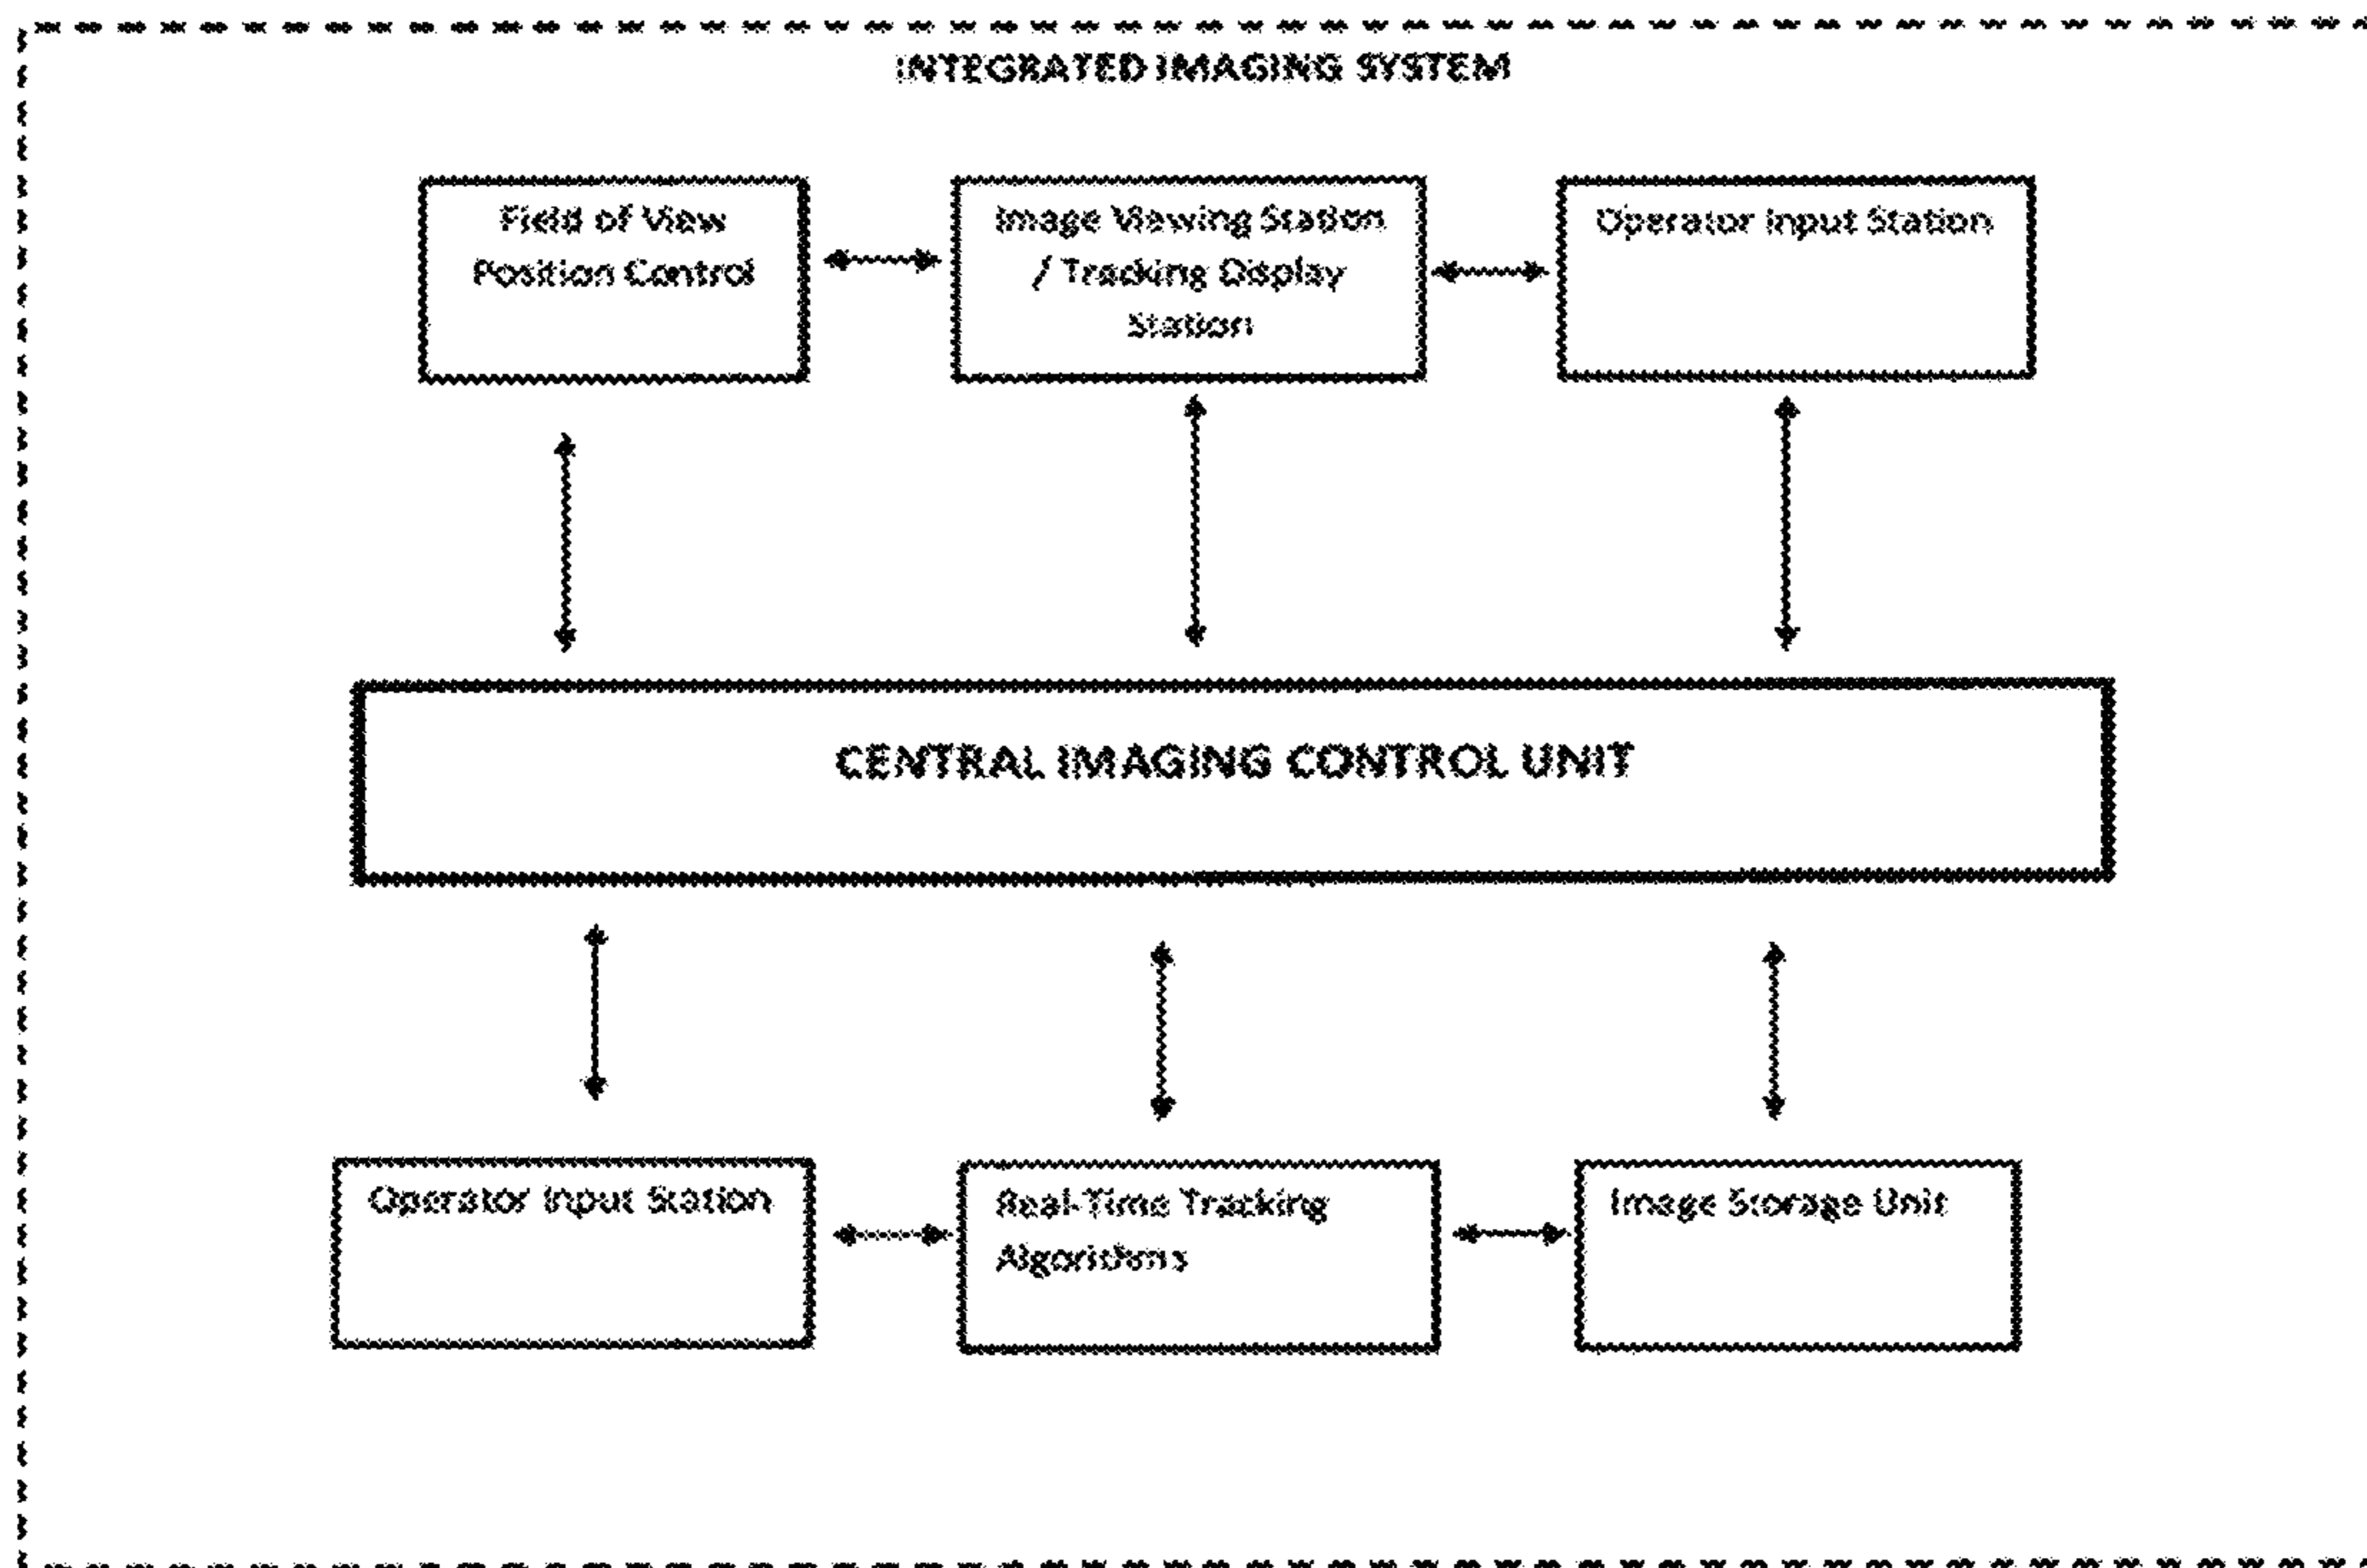 INTEGRATED IMAGING SYSTEM
Field of View
Position Control
Image Viewing Station
/ Tracking Display
Station
Operator Input Station
CENTRAL IMAGING CONTROL UNIT
Operator Input Station
Real-Time Tracking
Algorithms
Image Storage Unit